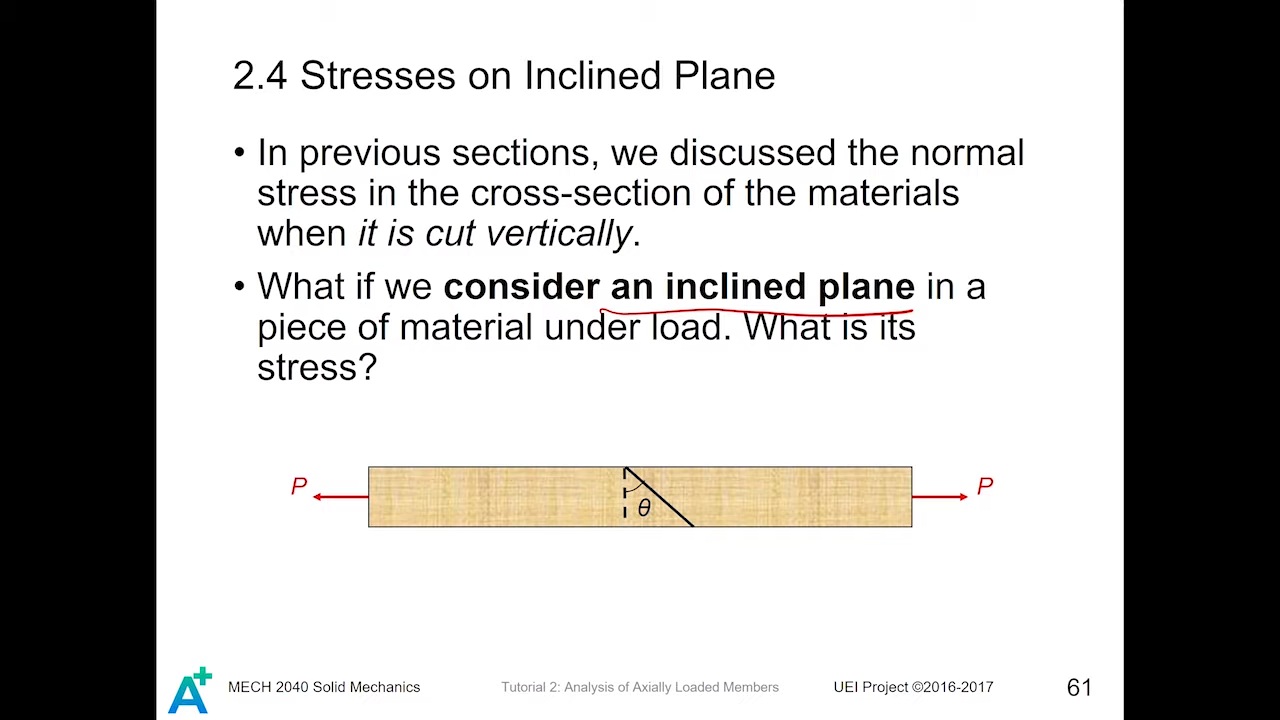 2.4 Stresses on Inclined Plane
• In previous sections, we discussed the normal
stress in the cross-section of the materials
when it is cut vertically.
• What if we consider an inclined plane in a
piece of material under load. What is its
stress?
P
P
θ
A+
MECH 2040 Solid Mechanics
Tutorial 2: Analysis of Axially Loaded Members
UEI Project ©2016-2017
61